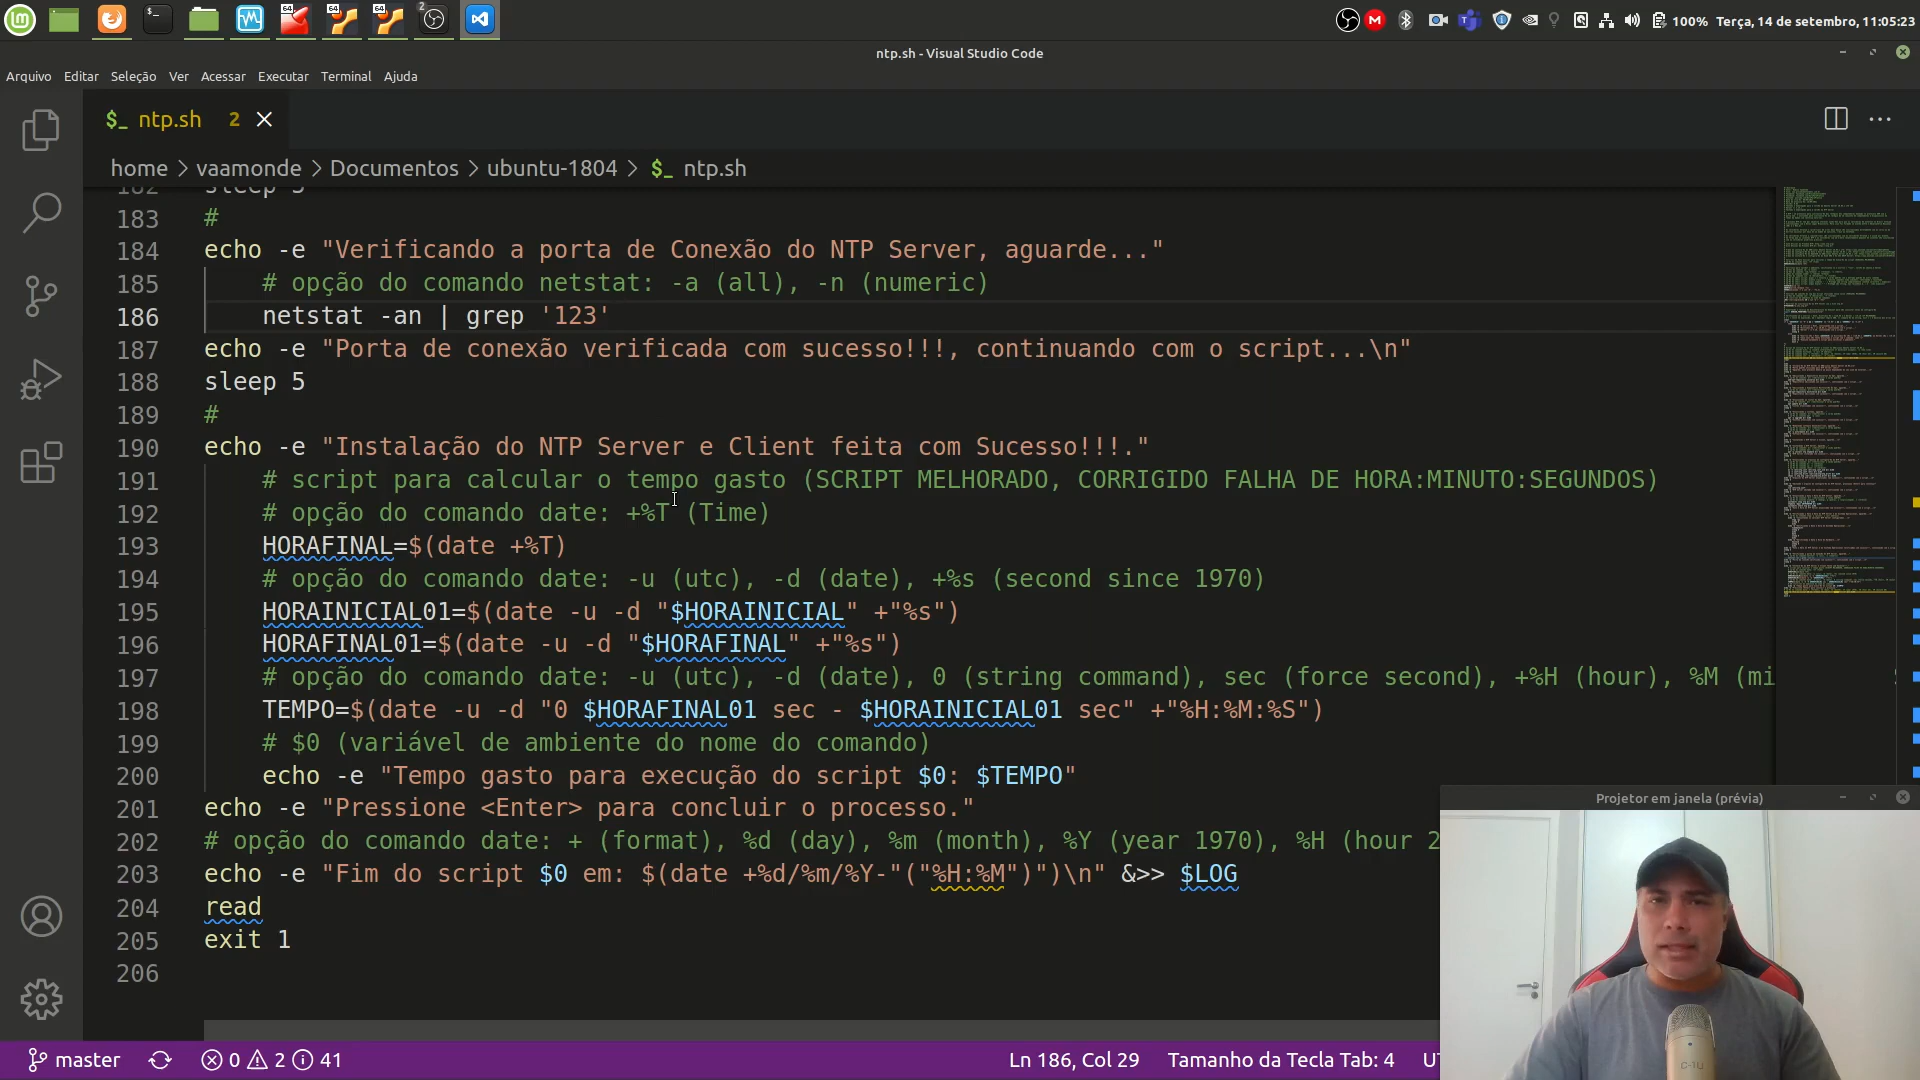 64
64
64
2
M
100% Terça, 14 de setembro, 11:05:23
ntp.sh - Visual Studio Code
Arquivo Editar Seleção Ver Acessar Executar Terminal Ajuda
$_ ntp.sh 2
home > vaamonde > Documentos > ubuntu-1804 > $_ ntp.sh
182 sleep 5
183 #
184 echo -e "Verificando a porta de Conexão do NTP Server, aguarde..."
185 # opção do comando netstat: -a (all), -n (numeric)
186 netstat -an | grep '123'
187 echo -e "Porta de conexão verificada com sucesso!!!, continuando com o script...\n"
188 sleep 5
189 #
190 echo -e "Instalação do NTP Server e Client feita com Sucesso!!!."
191 # script para calcular o tempo gasto (SCRIPT MELHORADO, CORRIGIDO FALHA DE HORA:MINUTO:SEGUNDOS)
192 # opção do comando date: +%T (Time)
193 HORAFINAL=$(date +%T)
194 # opção do comando date: -u (utc), -d (date), +%s (second since 1970)
195 HORAINICIAL01=$(date -u -d "$HORAINICIAL" +"%s")
196 HORAFINAL01=$(date -u -d "$HORAFINAL" +"%s")
197 # opção do comando date: -u (utc), -d (date), 0 (string command), sec (force second), +%H (hour), %M (mi
198 TEMPO=$(date -u -d "0 $HORAFINAL01 sec - $HORAINICIAL01 sec" +"%H:%M:%S")
199 # $0 (variável de ambiente do nome do comando)
200 echo -e "Tempo gasto para execução do script $0: $TEMPO"
201 echo -e "Pressione <Enter> para concluir o processo."
202 # opção do comando date: + (format), %d (day), %m (month), %Y (year 1970), %H (hour 2
203 echo -e "Fim do script $0 em: $(date +%d/%m/%Y-"("%H:%M")")\n" &>> $LOG
204 read
205 exit 1
206
Projetor em janela (prévia)
C-1U
master 0 2 41 Ln 186, Col 29 Tamanho da Tecla Tab: 4 UT